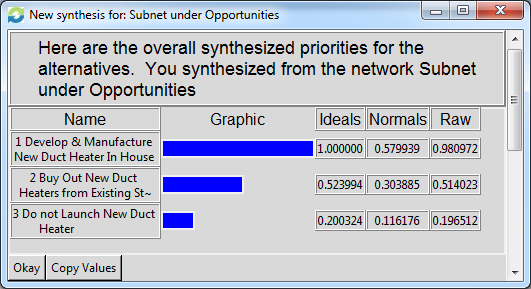 New synthesis for: Subnet under Opportunities
Here are the overall synthesized priorities for the
alternatives. You synthesized from the network Subnet
under Opportunities
Name Graphic Ideals Normals Raw
1 Develop & Manufacture
New Duct Heater In House
1.000000 0.579939 0.980972
2 Buy Out New Duct
Heaters from Existing St~
0.523994 0.303885 0.514023
3 Do not Launch New Duct
Heater
0.200324 0.116176 0.196512
Okay Copy Values